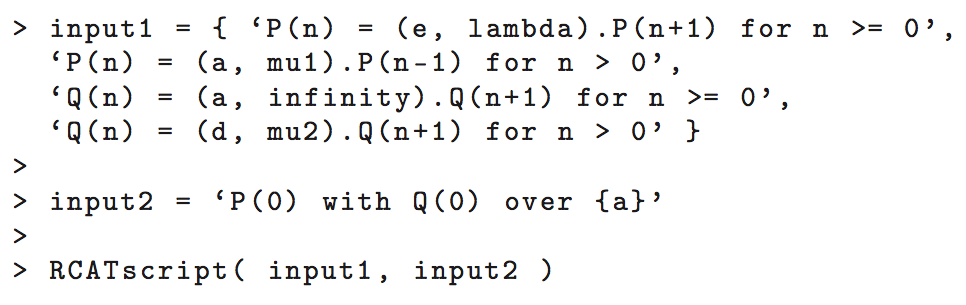 > input1 = { ‘P(n) = (e, lambda).P(n+1) for n >= 0’,
‘P(n) = (a, mu1).P(n-1) for n > 0’,
‘Q(n) = (a, infinity).Q(n+1) for n >= 0’,
‘Q(n) = (d, mu2).Q(n+1) for n > 0’ }
>
> input2 = ‘P(0) with Q(0) over {a}’
>
> RCATscript( input1, input2 )